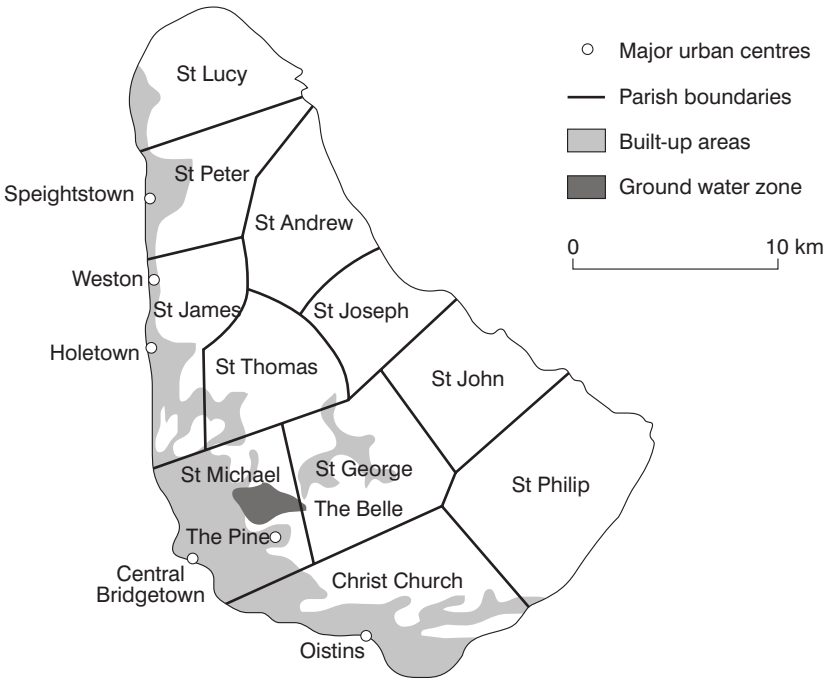 St Lucy
Major urban centres
Parish boundaries
Built-up areas
Ground water zone
0 10 km
St Peter
Speightstown
St Andrew
Weston
St James
St Joseph
Holetown
St Thomas
St John
St Michael
St George
St Philip
The Belle
The Pine
Central
Bridgetown
Christ Church
Oistins